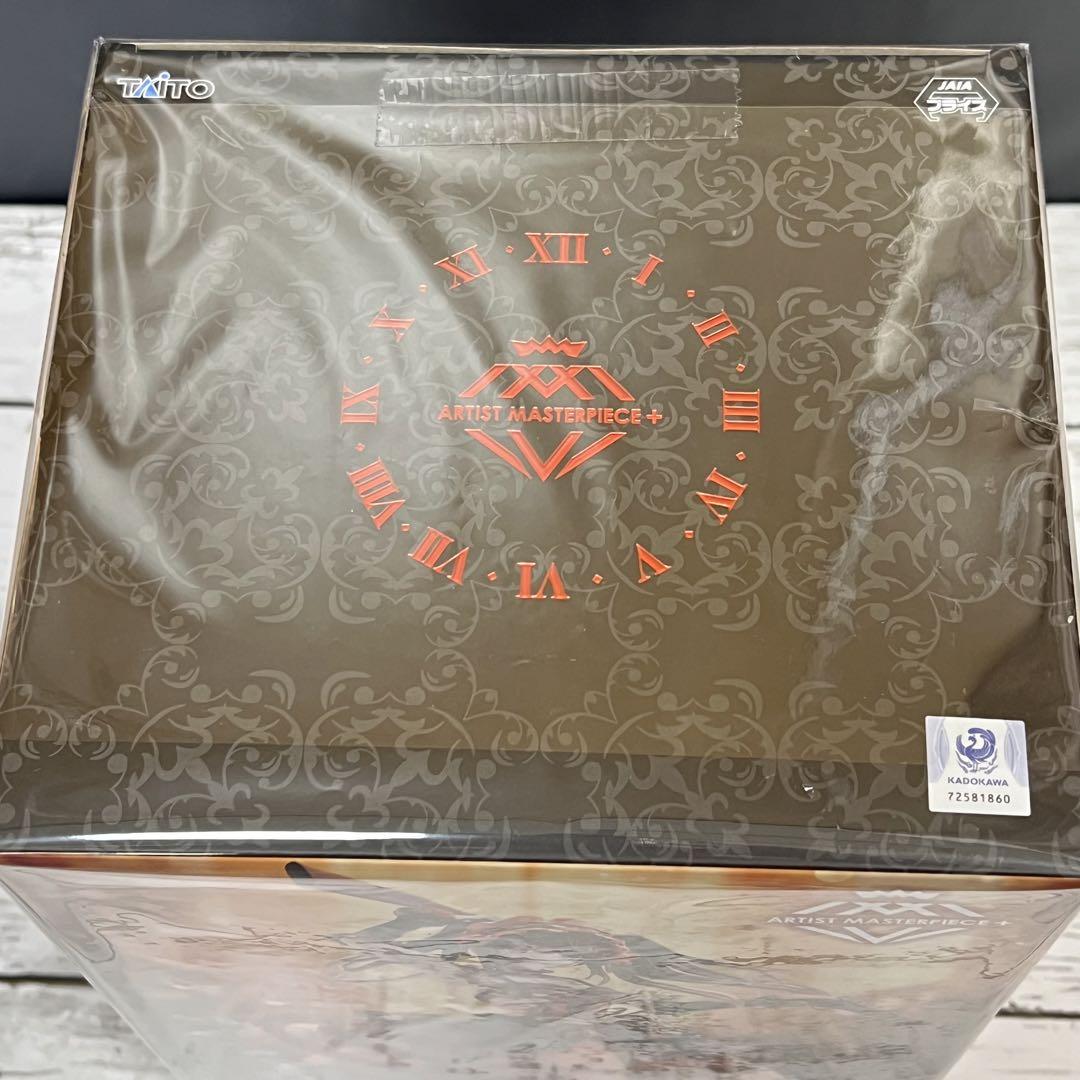 TAITO
JAIA
プライズ
XII
I
II
III
IV
V
VI
VII
VIII
IX
X
XI
ARTIST MASTERPIECE +
KADOKAWA
72581860
ARTIST MASTERPIECE +